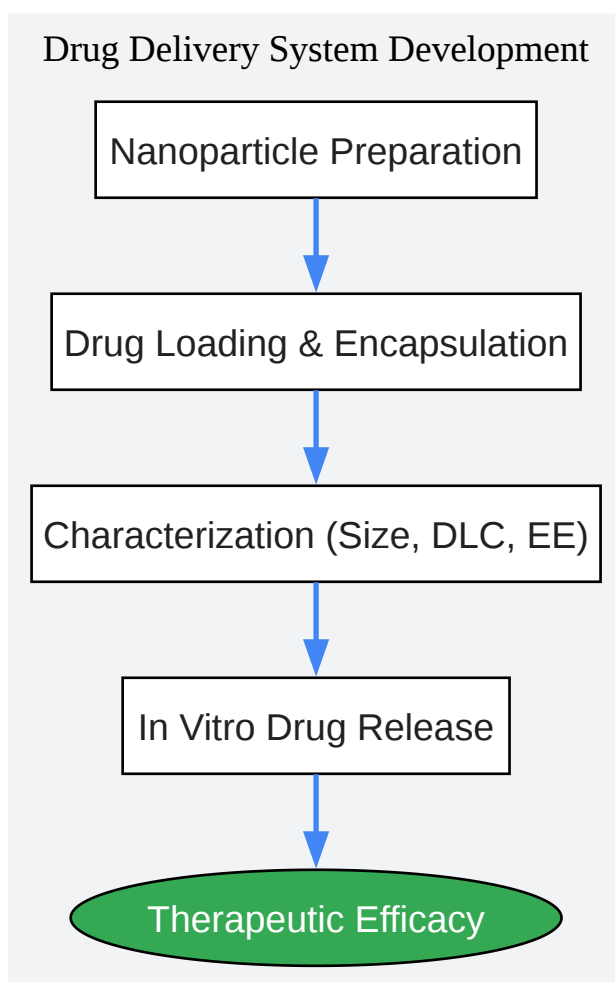 Drug Delivery System Development
Nanoparticle Preparation
Drug Loading & Encapsulation
Characterization (Size, DLC, EE)
In Vitro Drug Release
Therapeutic Efficacy